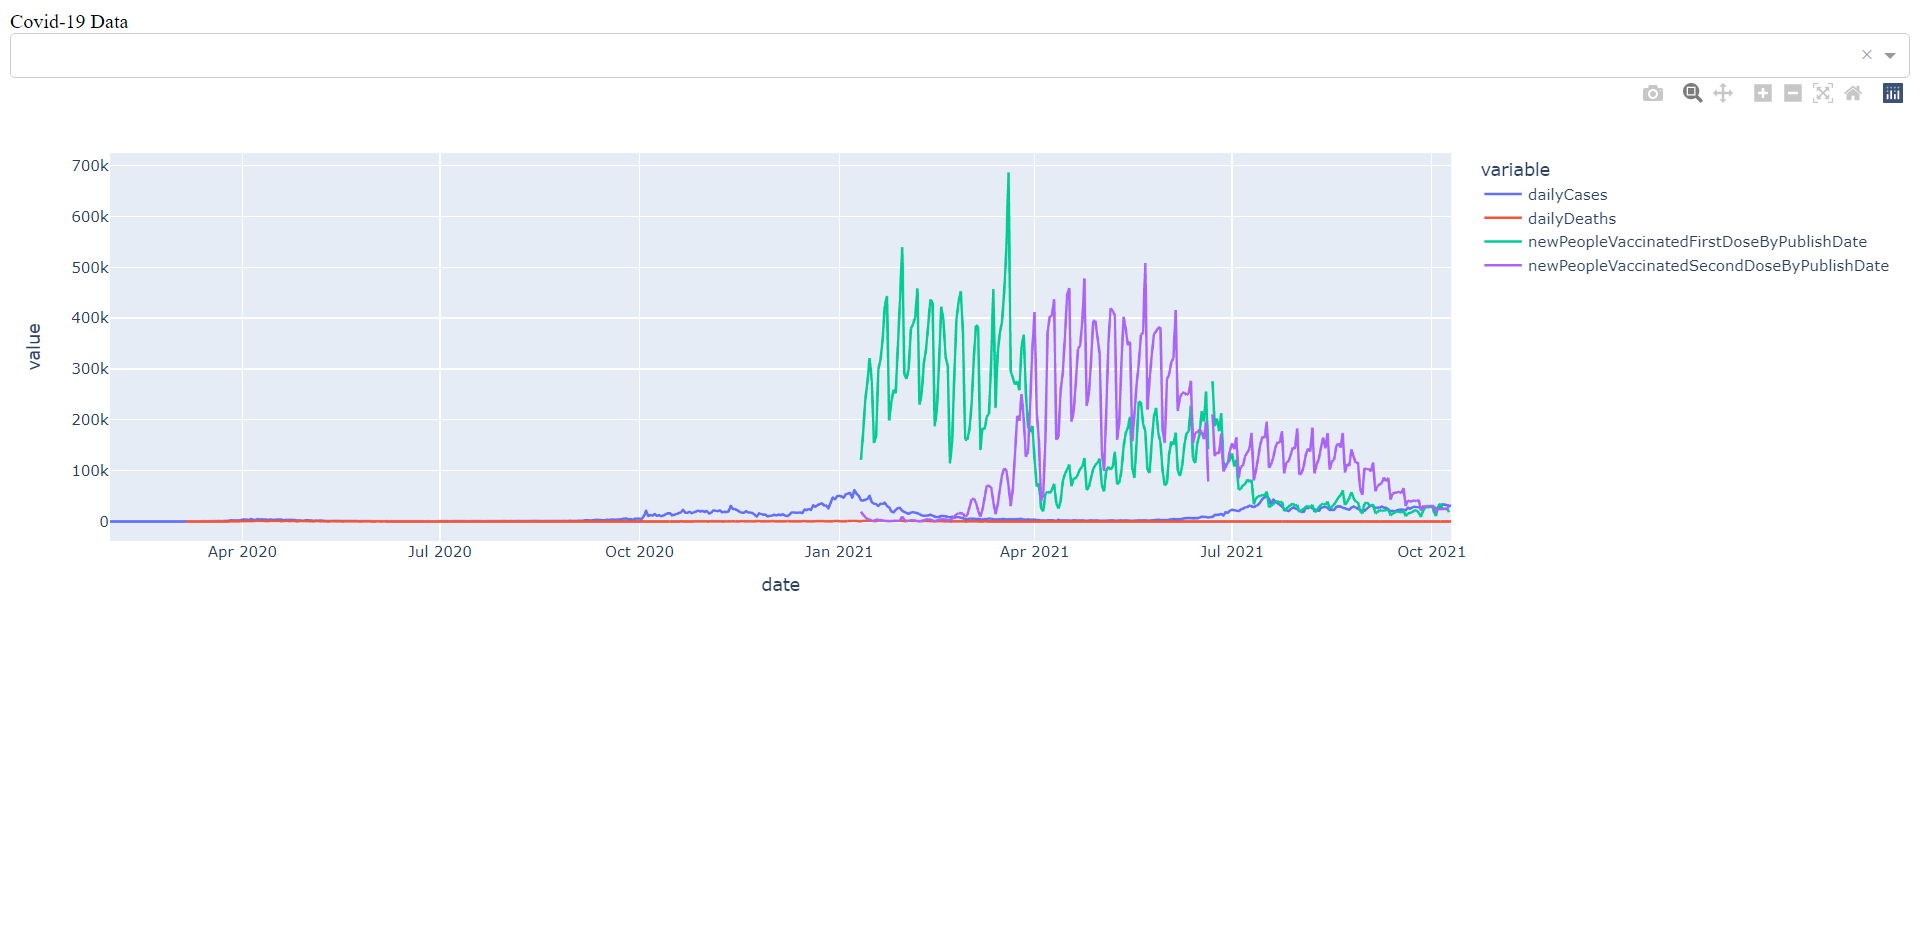 Covid-19 Data
×
variable
dailyCases
dailyDeaths
newPeopleVaccinatedFirstDoseByPublishDate
newPeopleVaccinatedSecondDoseByPublishDate
value
700k
600k
500k
400k
300k
200k
100k
0
Apr 2020 Jul 2020 Oct 2020 Jan 2021 Apr 2021 Jul 2021 Oct 2021
date